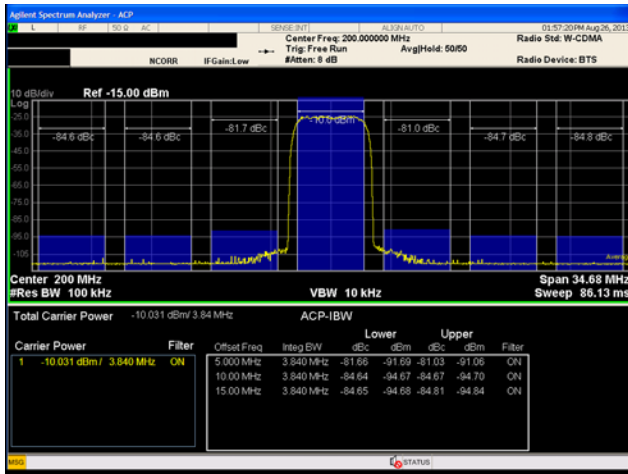 Agilent Spectrum Analyzer - ACP
L RF 50 Ω AC SENSE:INT ALIGN AUTO 01:57:20 PM Aug 26, 201
Center Freq: 200.000000 MHz Radio Std: W-CDMA
Trig: Free Run Avg|Hold: 50/50
NCORR IFGain:Low #Atten: 8 dB Radio Device: BTS
10 dB/div Ref -15.00 dBm
Log
-25.0
-35.0
-45.0
-55.0
-65.0
-75.0
-85.0
-95.0
-105
-84.6 dBc -84.6 dBc -81.7 dBc -10.0 dBm -81.0 dBc -84.7 dBc -84.8 dBc
Averag
Center 200 MHz Span 34.68 MHz
#Res BW 100 kHz VBW 10 kHz Sweep 86.13 ms
Total Carrier Power -10.031 dBm/ 3.84 MHz ACP-IBW
Lower Upper
Carrier Power Filter Offset Freq Integ BW dBc dBm dBc dBm Filter
1 -10.031 dBm / 3.840 MHz ON 5.000 MHz 3.840 MHz -81.66 -91.69 -81.03 -91.06 ON
10.00 MHz 3.840 MHz -84.64 -94.67 -84.67 -94.70 ON
15.00 MHz 3.840 MHz -84.65 -94.68 -84.81 -94.84 ON
MSG STATUS